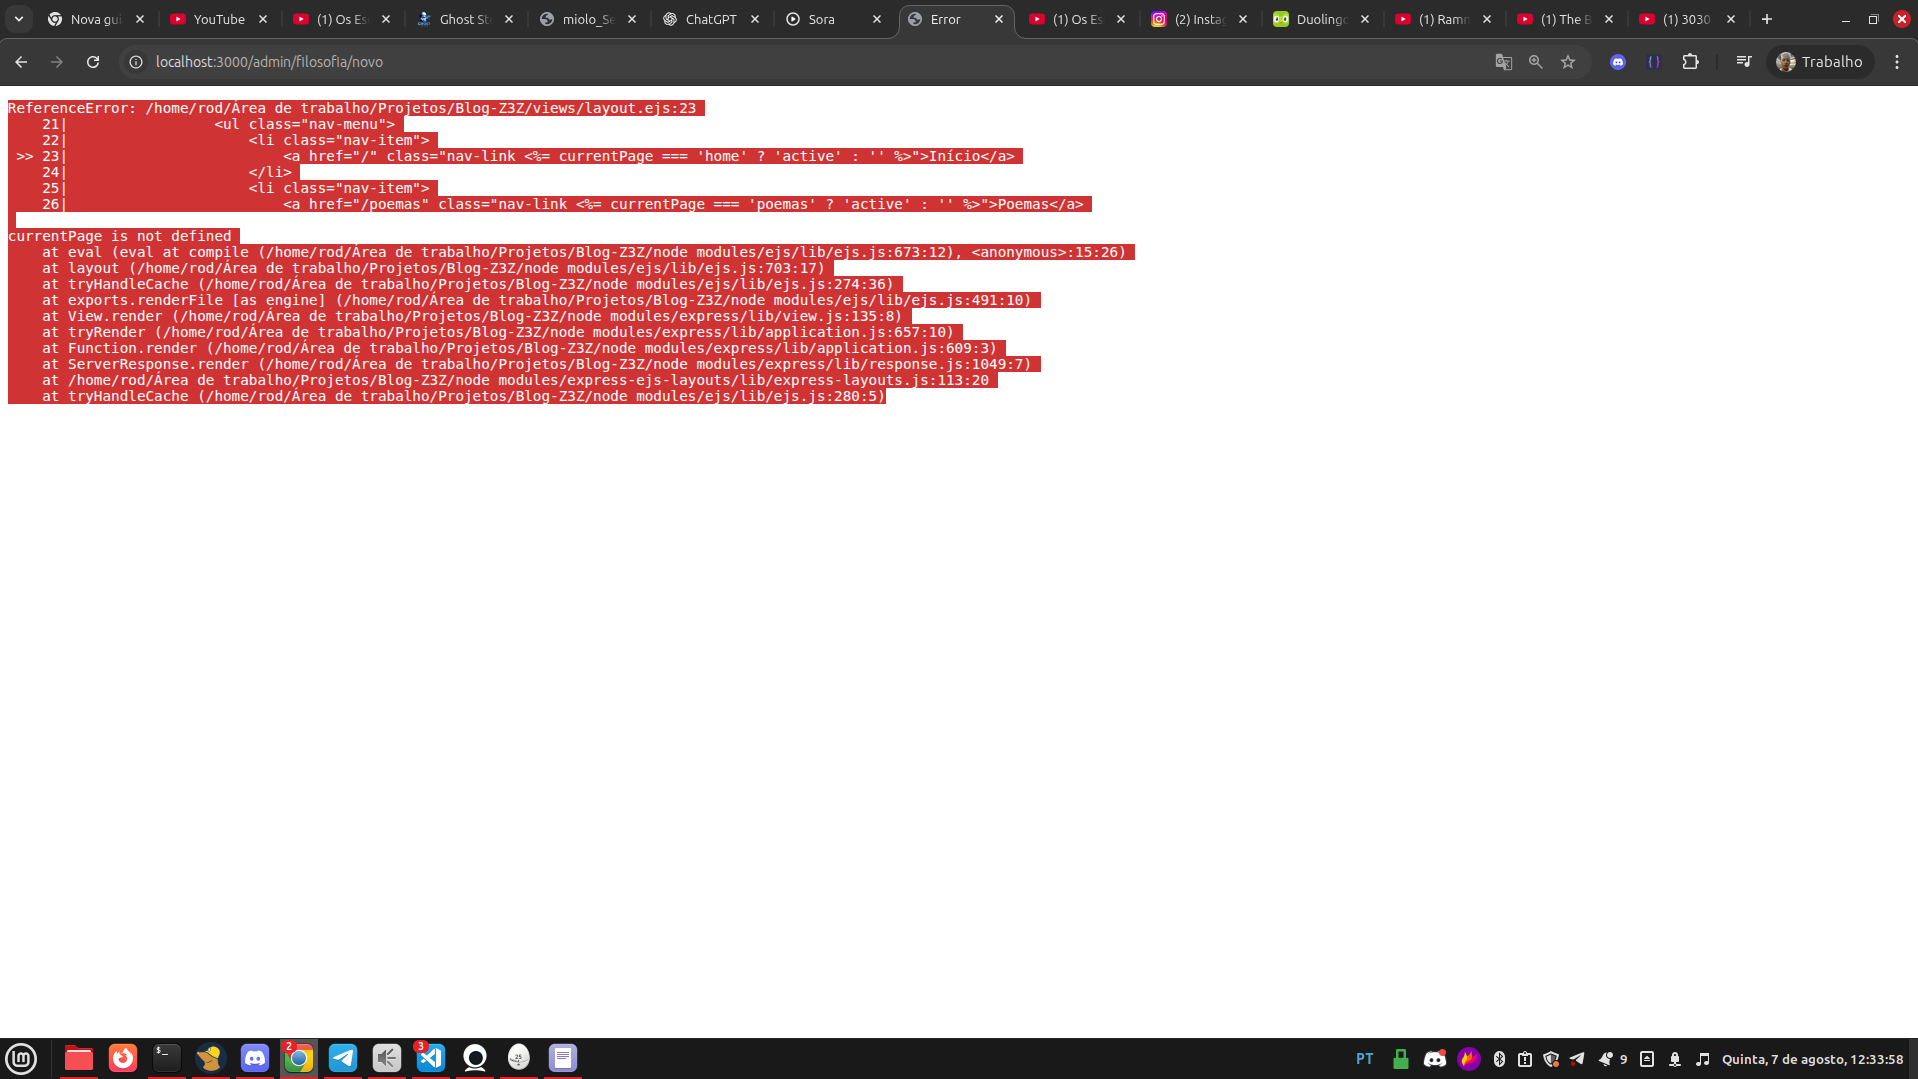 Nova gui
YouTube
(1) Os Es
Ghost St
miolo_Se
ChatGPT
Sora
Error
(1) Os Es
(2) Insta
Duoling
(1) Ramm
(1) The B
(1) 3030
localhost:3000/admin/filosofia/novo
Trabalho
ReferenceError: /home/rod/Área de trabalho/Projetos/Blog-Z3Z/views/layout.ejs:23
21| <ul class="nav-menu">
22| <li class="nav-item">
>> 23| <a href="/" class="nav-link <%= currentPage === 'home' ? 'active' : '' %>">Início</a>
24| </li>
25| <li class="nav-item">
26| <a href="/poemas" class="nav-link <%= currentPage === 'poemas' ? 'active' : '' %>">Poemas</a>
currentPage is not defined
at eval (eval at compile (/home/rod/Área de trabalho/Projetos/Blog-Z3Z/node modules/ejs/lib/ejs.js:673:12), <anonymous>:15:26)
at layout (/home/rod/Área de trabalho/Projetos/Blog-Z3Z/node modules/ejs/lib/ejs.js:703:17)
at tryHandleCache (/home/rod/Área de trabalho/Projetos/Blog-Z3Z/node modules/ejs/lib/ejs.js:274:36)
at exports.renderFile [as engine] (/home/rod/Área de trabalho/Projetos/Blog-Z3Z/node modules/ejs/lib/ejs.js:491:10)
at View.render (/home/rod/Área de trabalho/Projetos/Blog-Z3Z/node modules/express/lib/view.js:135:8)
at tryRender (/home/rod/Área de trabalho/Projetos/Blog-Z3Z/node modules/express/lib/application.js:657:10)
at Function.render (/home/rod/Área de trabalho/Projetos/Blog-Z3Z/node modules/express/lib/application.js:609:3)
at ServerResponse.render (/home/rod/Área de trabalho/Projetos/Blog-Z3Z/node modules/express/lib/response.js:1049:7)
at /home/rod/Área de trabalho/Projetos/Blog-Z3Z/node modules/express-ejs-layouts/lib/express-layouts.js:113:20
at tryHandleCache (/home/rod/Área de trabalho/Projetos/Blog-Z3Z/node modules/ejs/lib/ejs.js:280:5)
2
3
25
PT
9
Quinta, 7 de agosto, 12:33:58